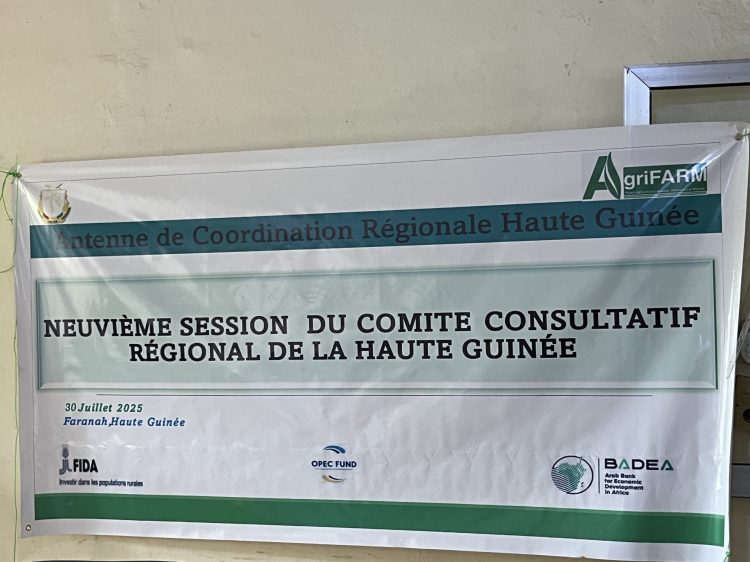 AgriFARM
Antenne de Coordination Régionale Haute Guinée
NEUVIÈME SESSION DU COMITE CONSULTATIF
RÉGIONAL DE LA HAUTE GUINÉE
30 Juillet 2025
Faranah,Haute Guinée
FIDA
Investir dans les populations rurales
OPEC FUND
BADEA
Arab Bank
for Economic
Development
in Africa